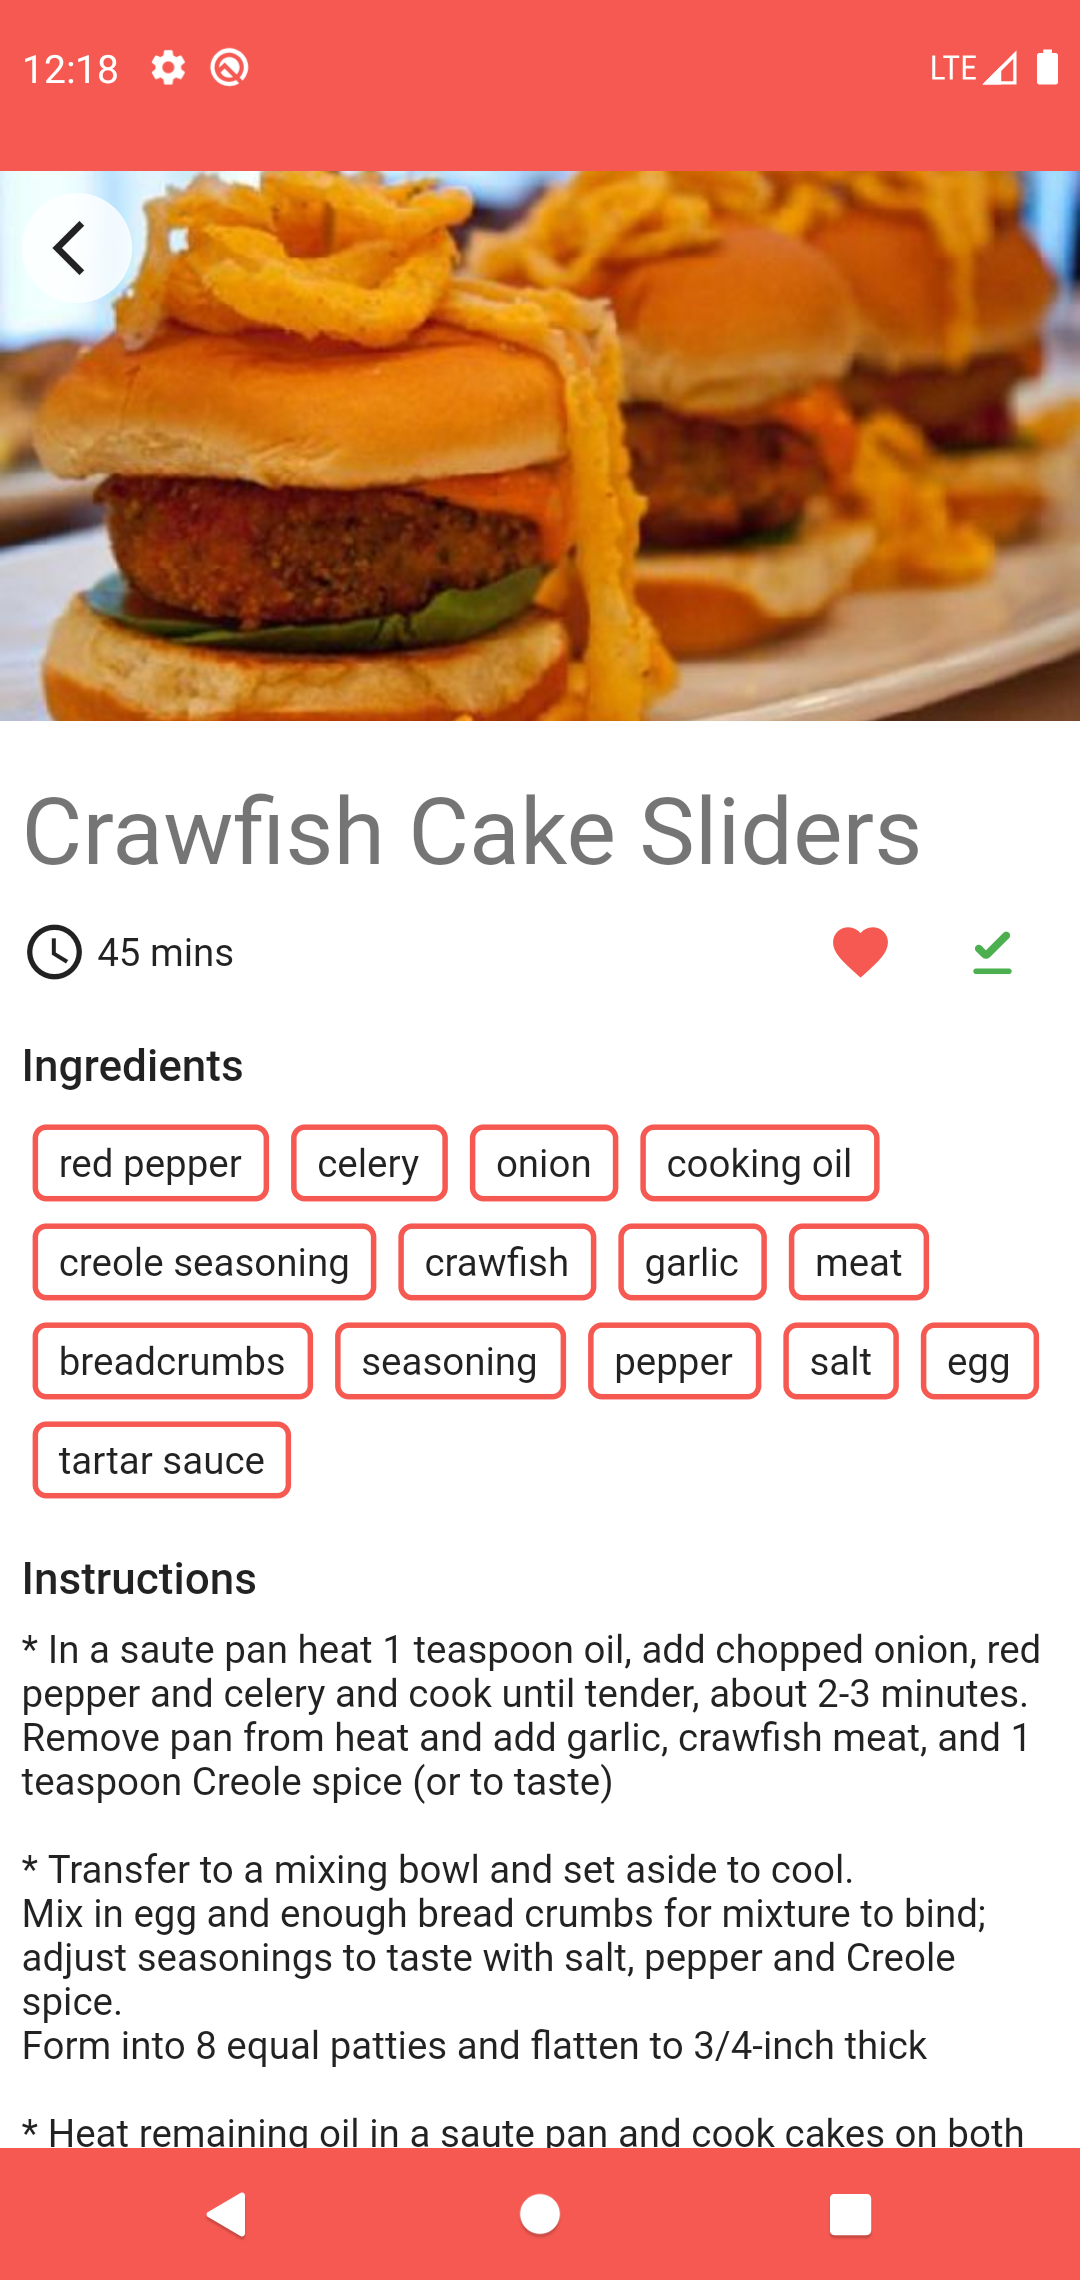 12:18
LTE
Crawfish Cake Sliders
45 mins
Ingredients
red pepper celery onion cooking oil
creole seasoning crawfish garlic meat
breadcrumbs seasoning pepper salt egg
tartar sauce
Instructions
* In a saute pan heat 1 teaspoon oil, add chopped onion, red
pepper and celery and cook until tender, about 2-3 minutes.
Remove pan from heat and add garlic, crawfish meat, and 1
teaspoon Creole spice (or to taste)
* Transfer to a mixing bowl and set aside to cool.
Mix in egg and enough bread crumbs for mixture to bind;
adjust seasonings to taste with salt, pepper and Creole
spice.
Form into 8 equal patties and flatten to 3/4-inch thick
* Heat remaining oil in a saute pan and cook cakes on both